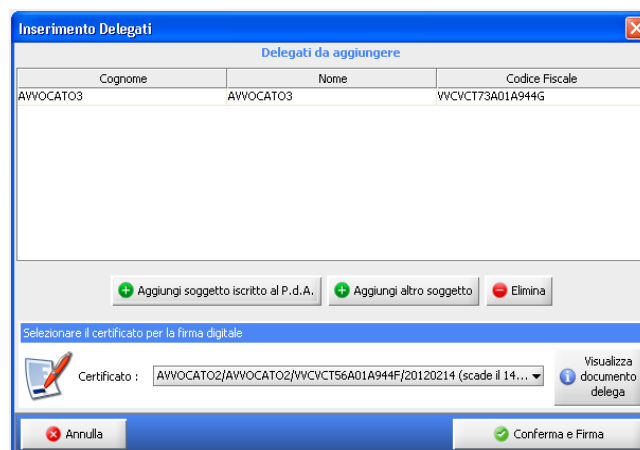 Inserimento Delegati
Delegati da aggiungere
Cognome Nome Codice Fiscale
AVVOCATO3 AVVOCATO3 VVCVCT73A01A944G
Aggiungi soggetto iscritto al P.d.A. Aggiungi altro soggetto Elimina
Selezionare il certificato per la firma digitale
Certificato : AVVOCATO2/AVVOCATO2/VVCVCT56A01A944F/20120214 (scade il 14...
Visualizza
documento
delega
Annulla Conferma e Firma